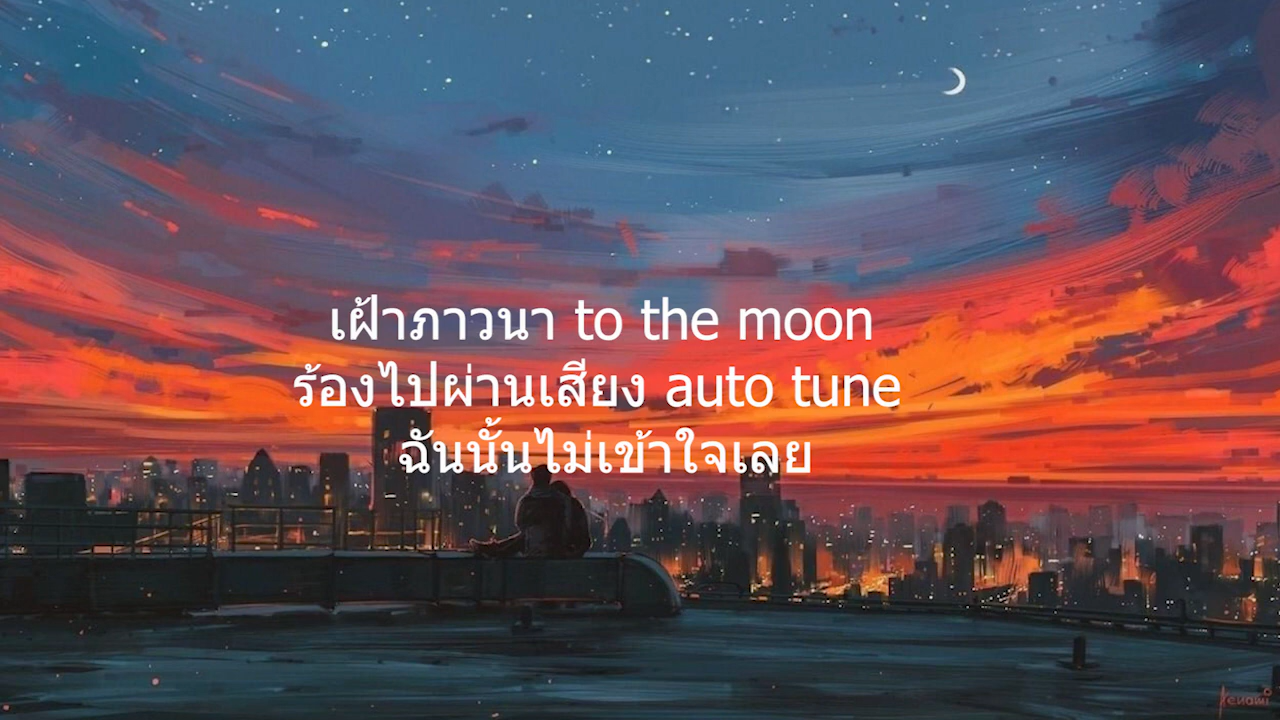 เฝ้าภาวนา to the moon
ร้องไปผ่านเสียง auto tune
ฉันนั้นไม่เข้าใจเลย